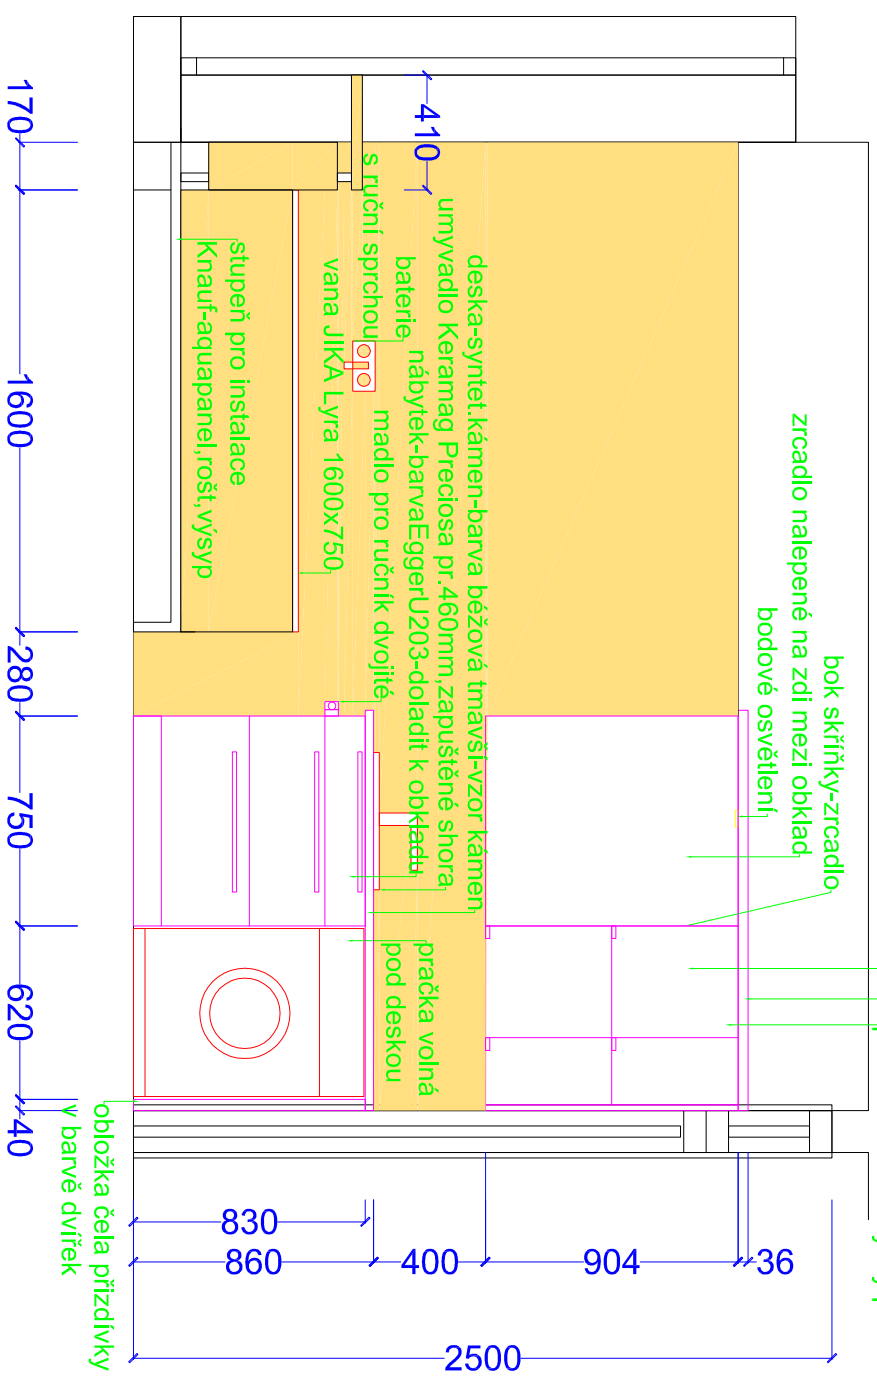 bok skříňky-zrcadlo
zrcadlo nalepené na zdi mezi obklad
bodové osvětlení
deska-syntet.kámen-barva béžová tmavší-vzor kámen
umyvadlo Keramag Preciosa pr.460mm,zapuštěné shora
nábytek-barvaEggerU203-doladit k obkladu
baterie
s ruční sprchou
madlo pro ručník dvojité
vana JIKA Lyra 1600x750
stupeň pro instalace
Knauf-aquapanel,rošt,výsyp
pračka volná
pod deskou
obložka čela přizdívky
v barvě dvířek
410
170
1600
280
750
620
40
830
860
400
904
36
2500